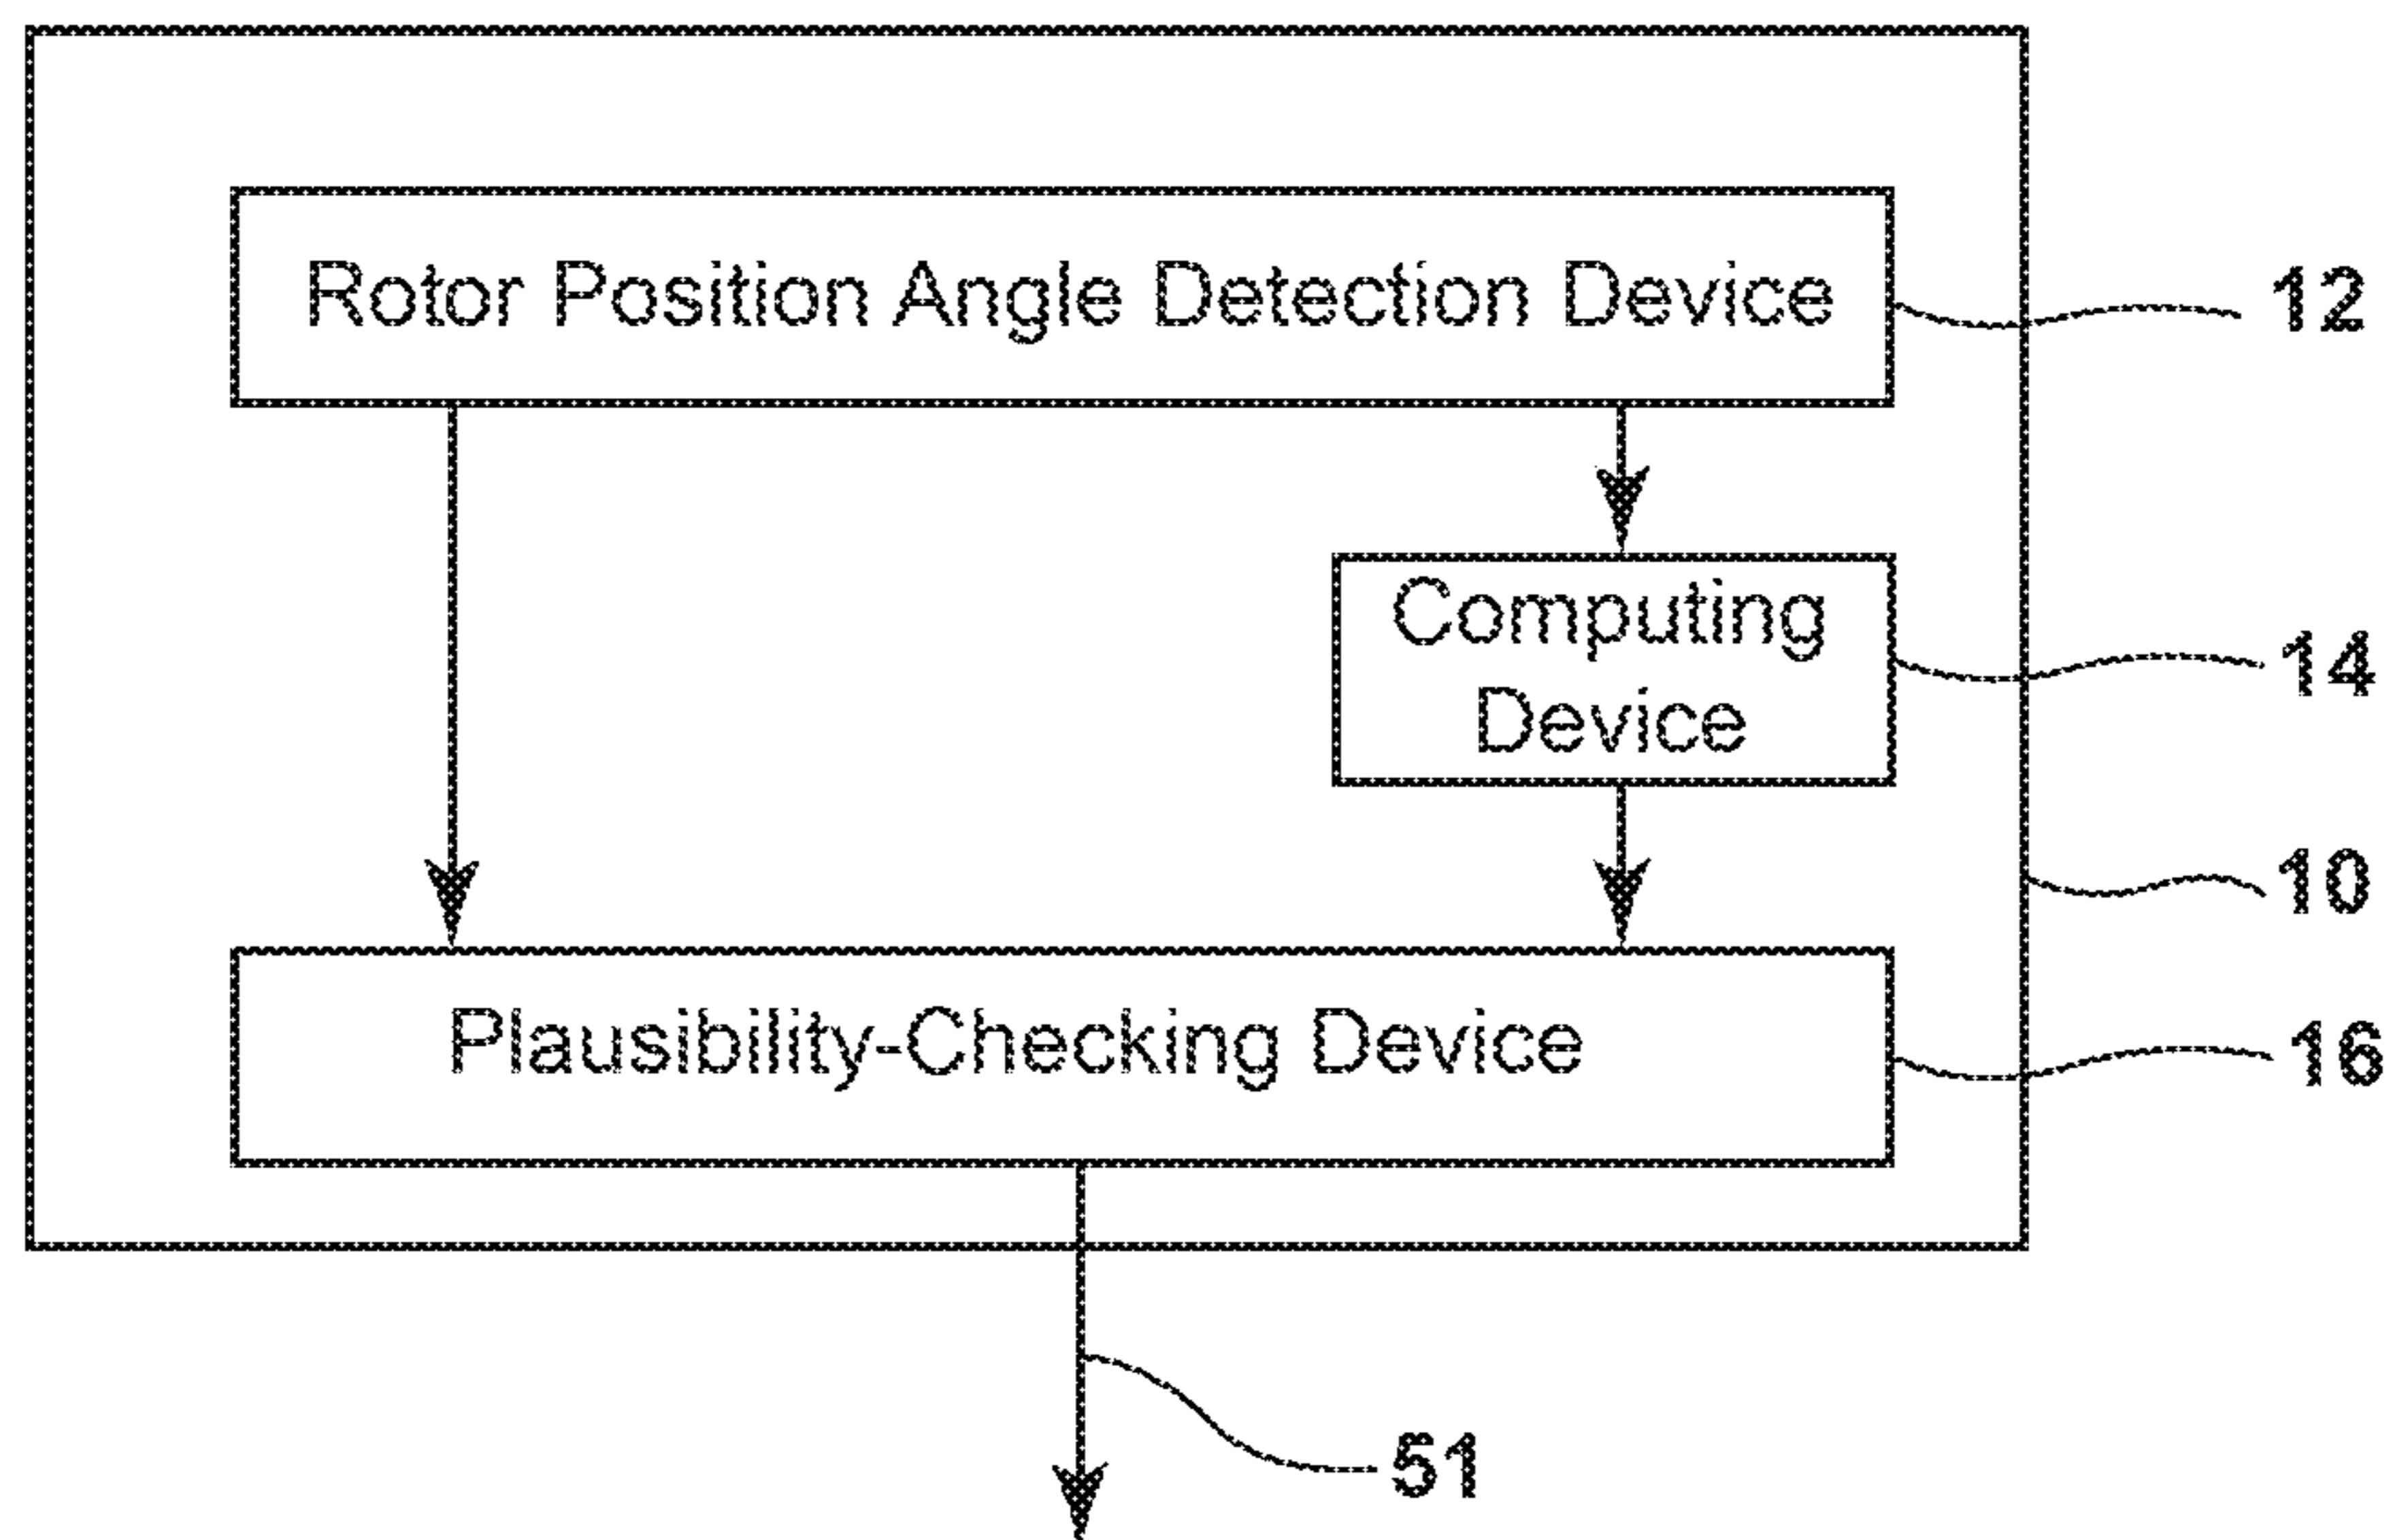 Rotor Position Angle Detection Device
12
Computing
Device
14
10
Plausibility-Checking Device
16
51